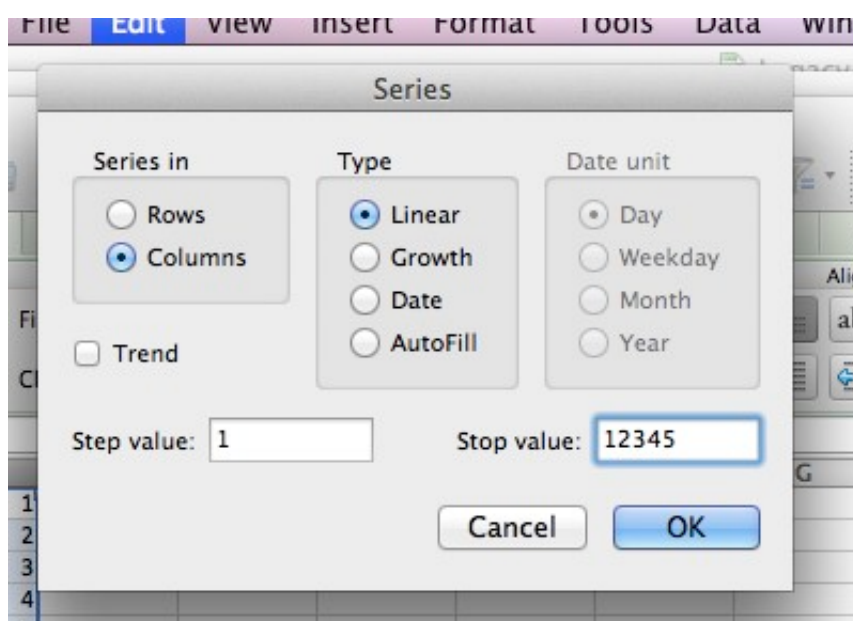 File Edit View Insert Format Tools Data
Series
Series in Type Date unit
Rows Linear Day
Columns Growth Weekday
Date Month
Trend AutoFill Year
Step value: 1 Stop value: 12345
G
Cancel OK
1
2
3
4